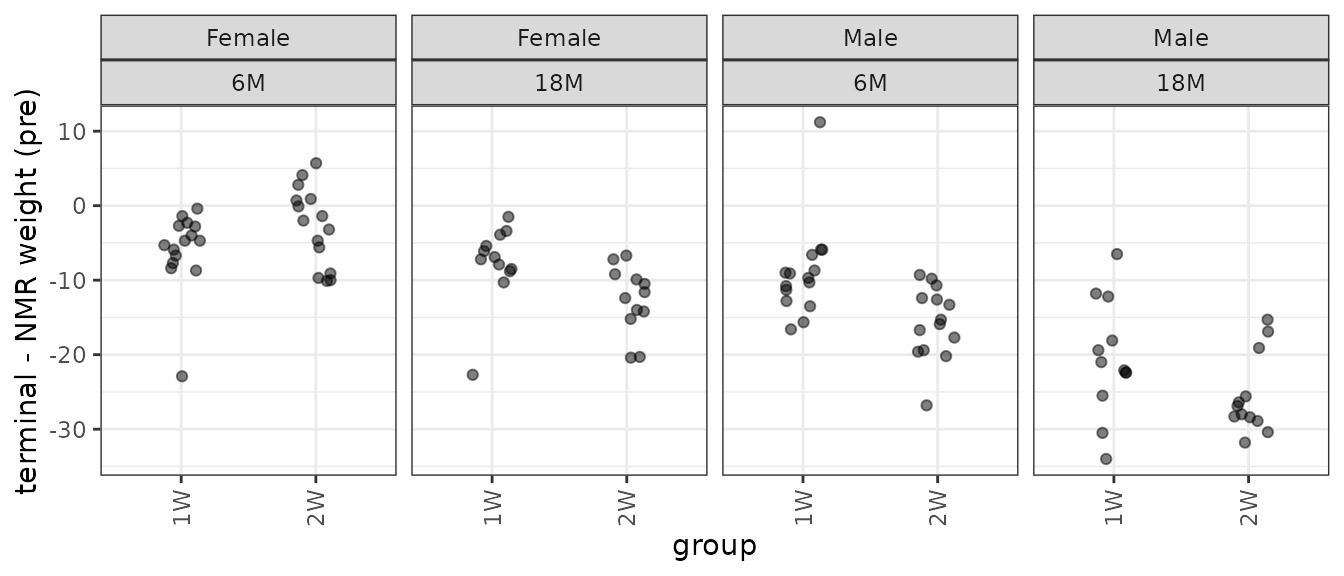 Female Female Male Male
6M 18M 6M 18M
terminal - NMR weight (pre)
10
0
-10
-20
-30
1W 2W 1W 2W 1W 2W 1W 2W
group